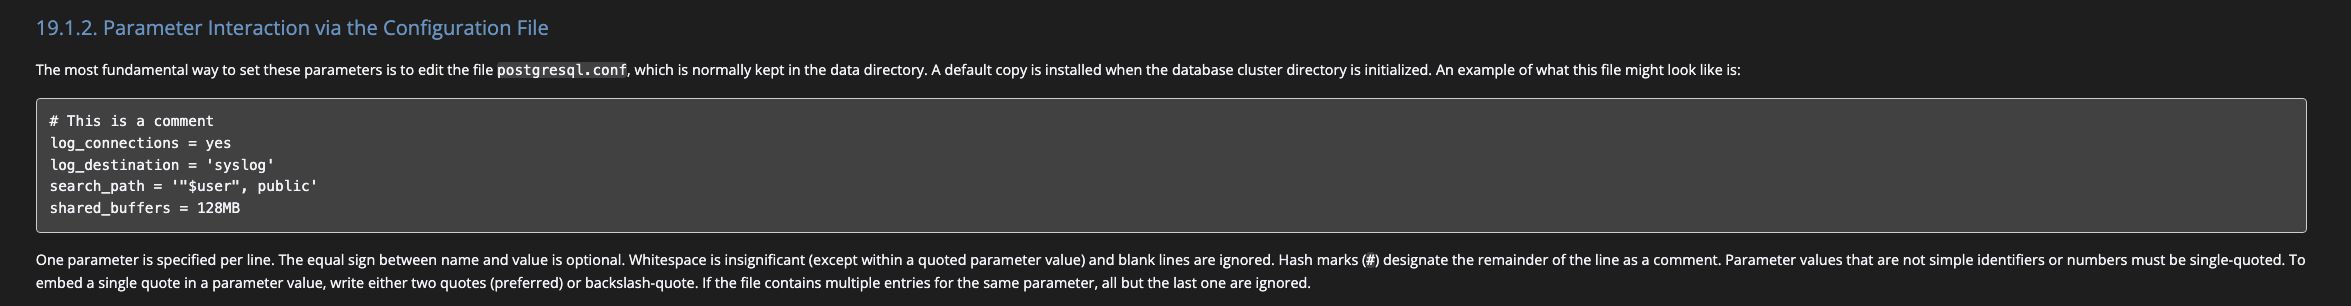 19.1.2. Parameter Interaction via the Configuration File
The most fundamental way to set these parameters is to edit the file postgresql.conf, which is normally kept in the data directory. A default copy is installed when the database cluster directory is initialized. An example of what this file might look like is:
# This is a comment
log_connections = yes
log_destination = 'syslog'
search_path = '"$user", public'
shared_buffers = 128MB
One parameter is specified per line. The equal sign between name and value is optional. Whitespace is insignificant (except within a quoted parameter value) and blank lines are ignored. Hash marks (#) designate the remainder of the line as a comment. Parameter values that are not simple identifiers or numbers must be single-quoted. To
embed a single quote in a parameter value, write either two quotes (preferred) or backslash-quote. If the file contains multiple entries for the same parameter, all but the last one are ignored.